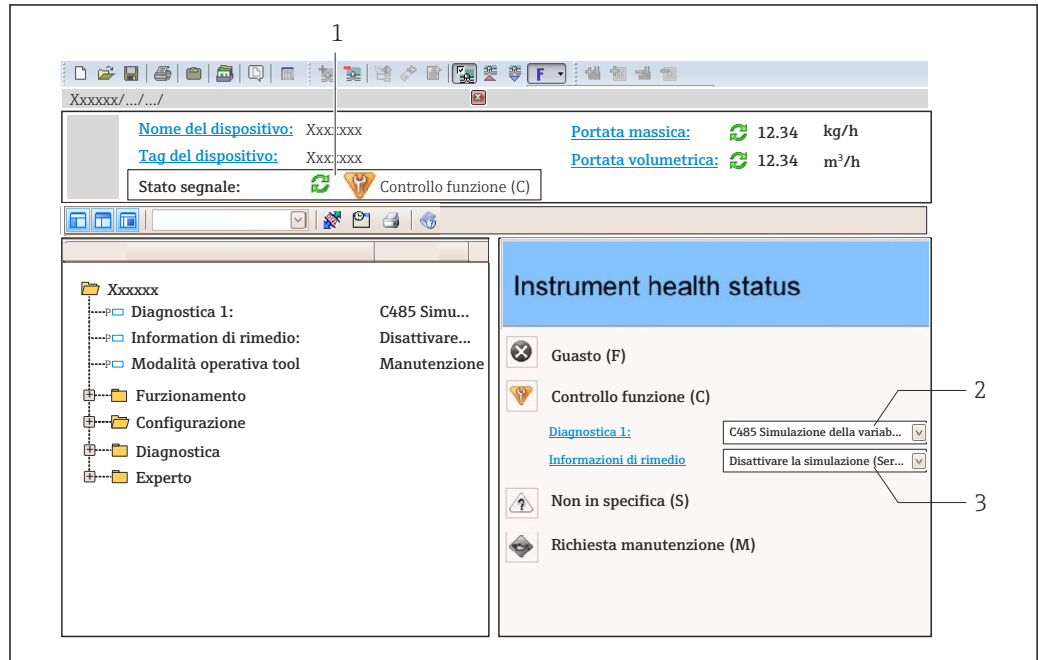 1
F
Xxxxxx/.../.../
Nome del dispositivo: Xxxxxxx Portata massica: 12.34 kg/h
Tag del dispositivo: Xxxxxxx Portata volumetrica: 12.34 m³/h
Stato segnale: Controllo funzione (C)
Xxxxxx
P Diagnostica 1: C485 Simu...
P Information di rimedio: Disattivare...
P Modalità operativa tool Manutenzione
Furzionamento
Configurazione
Diagnostica
Experto
Instrument health status
Guasto (F)
Controllo funzione (C)
2
Diagnostica 1: C485 Simulazione della variab...
Informazioni di rimedio Disattivare la simulazione (Ser...
Non in specifica (S)
3
Richiesta manutenzione (M)